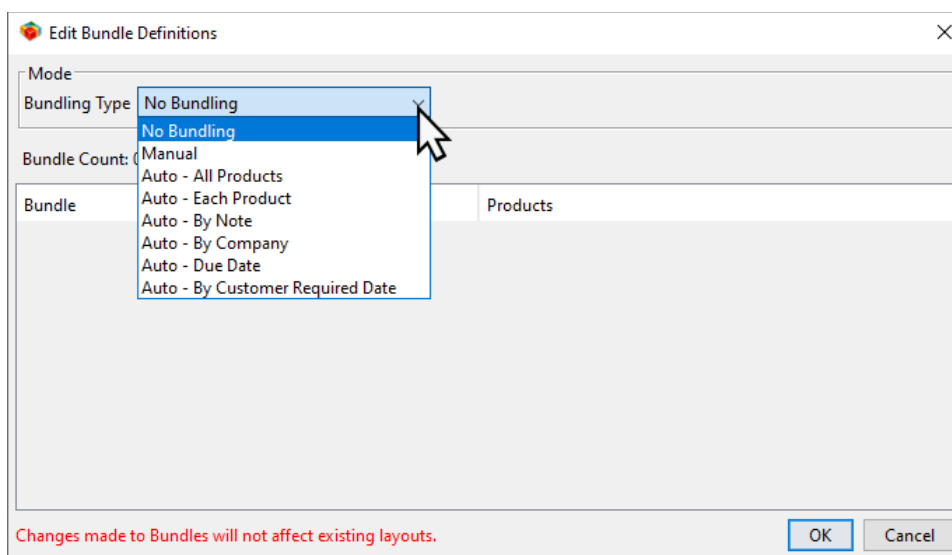 Edit Bundle Definitions
Mode
Bundling Type No Bundling
No Bundling
Bundle Count:
Manual
Auto - All Products
Bundle
Products
Auto - Each Product
Auto - By Note
Auto - By Company
Auto - Due Date
Auto - By Customer Required Date
Changes made to Bundles will not affect existing layouts.
OK
Cancel